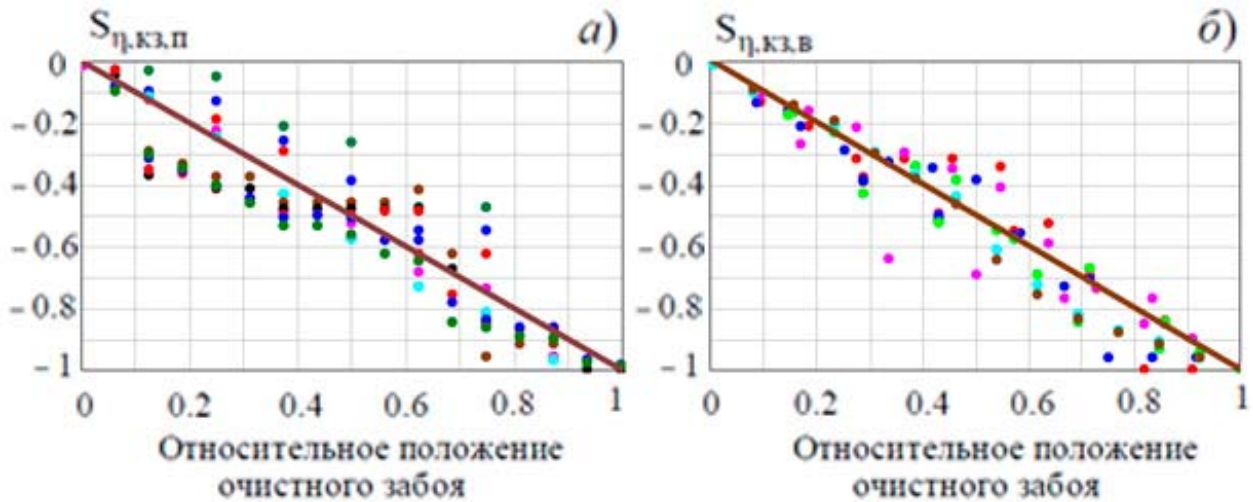 S η,кз,п
а)
0
– 0.2
– 0.4
– 0.6
– 0.8
– 1
0 0.2 0.4 0.6 0.8 1
Относительное положение
очистного забоя
S η,кз,в
б)
0
– 0.2
– 0.4
– 0.6
– 0.8
– 1
0 0.2 0.4 0.6 0.8 1
Относительное положение
очистного забоя